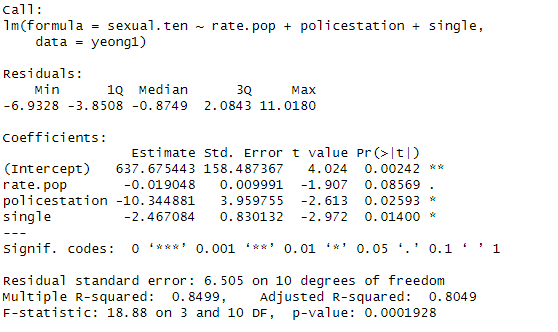 Call:
lm(formula = sexual.ten ~ rate.pop + policestation + single,
    data = yeong1)
Residuals:
    Min      1Q  Median      3Q     Max
-6.9328 -3.8508 -0.8749  2.0843 11.0180
Coefficients:
                Estimate Std. Error t value Pr(>|t|)
(Intercept)   637.675443 158.487367   4.024  0.00242 **
rate.pop       -0.019048   0.009991  -1.907  0.08569 .
policestation -10.344881   3.959755  -2.613  0.02593 *
single         -2.467084   0.830132  -2.972  0.01400 *
---
Signif. codes:  0 ‘***’ 0.001 ‘**’ 0.01 ‘*’ 0.05 ‘.’ 0.1 ‘ ’ 1
Residual standard error: 6.505 on 10 degrees of freedom
Multiple R-squared:  0.8499,    Adjusted R-squared:  0.8049
F-statistic: 18.88 on 3 and 10 DF,  p-value: 0.0001928